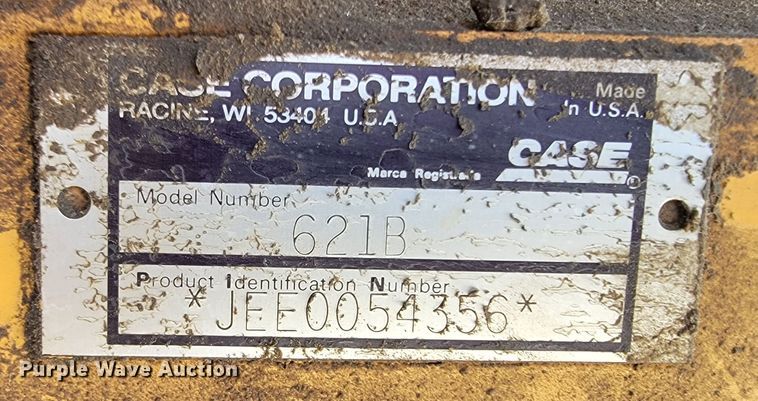 CASE CORPORATION
RACINE, WI 53404 U.S.A
Made
in U.S.A.
CASE
Marca Registrada
®
Model Number
621B
Product Identification Number
*JEE0054356*
Purple Wave Auction